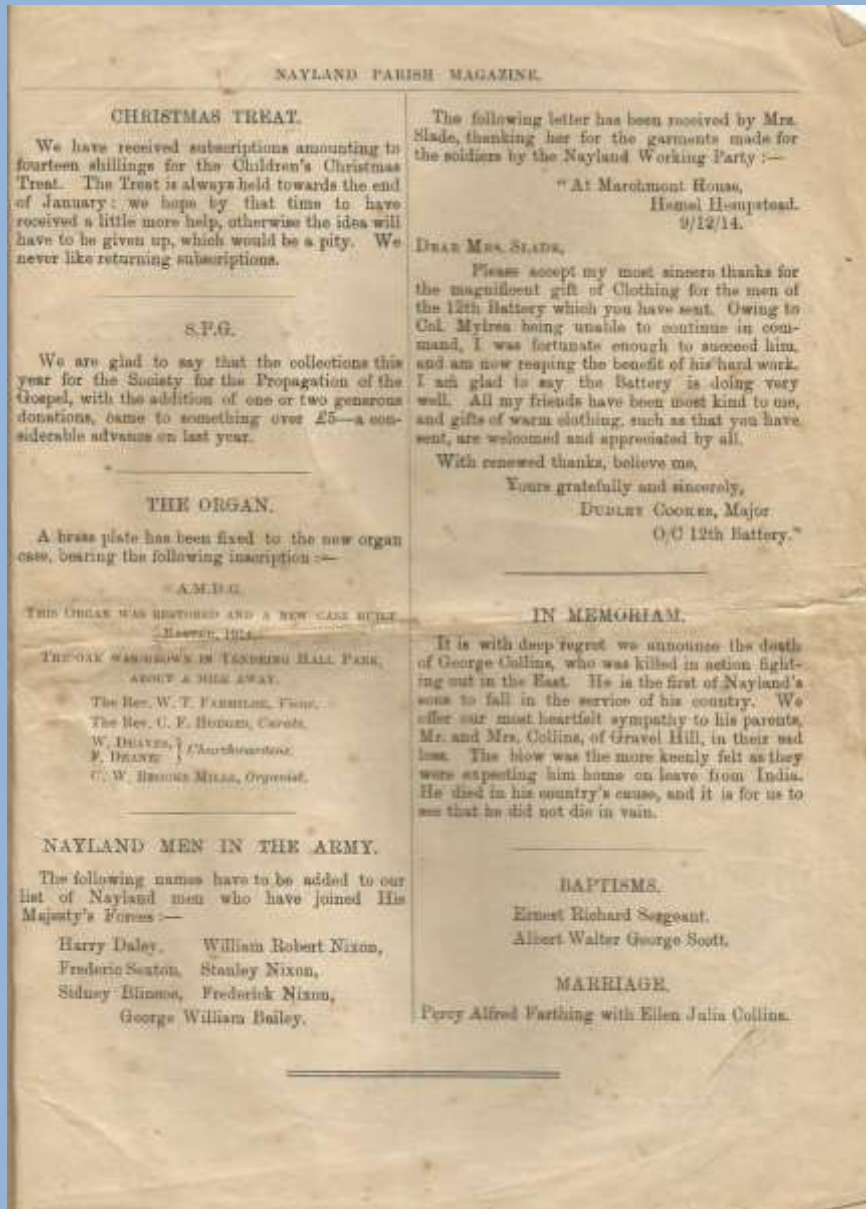 NAYLAND PARISH MAGAZINE.
CHRISTMAS TREAT.
We have received subscriptions amounting to
fourteen shillings for the Children's Christmas
Treat. The Treat is always held towards the end
of January: we hope by that time to have
received a little more help, otherwise the idea will
have to be given up, which would be a pity. We
never like returning subscriptions.
S.P.G.
We are glad to say that the collections this
year for the Society for the Propagation of the
Gospel, with the addition of one or two generous
donations, came to something over £5—a con-
siderable advance on last year.
THE ORGAN.
A brass plate has been fixed to the new organ
case, bearing the following inscription :—
A.M.D.G.
THIS ORGAN WAS RESTORED AND A NEW CASE BUILT
EASTER, 1914.
THE OAK WAS GROWN IN TENDRING HALL PARK,
ABOUT A MILE AWAY.
The Rev. W. T. FARMILOE, Vicar.
The Rev. C. F. HODGES, Curate.
W. DEAVES, } Churchwardens.
F. DEANE,
C. W. BROOKE MILLS, Organist.
NAYLAND MEN IN THE ARMY.
The following names have to be added to our
list of Nayland men who have joined His
Majesty's Forces :—
Harry Daley, William Robert Nixon,
Frederic Sexton, Stanley Nixon,
Sidney Frederick Nixon,
George William Bailey.
The following letter has been received by Mrs.
Slade, thanking her for the garments made for
the soldiers by the Nayland Working Party :—
"At Marchmont House,
Hemel Hempstead.
9/12/14.
DEAR MRS. SLADE,
Please accept my most sincere thanks for
the magnificent gift of Clothing for the men of
the 12th Battery which you have sent. Owing to
Col. Mylrea being unable to continue in com-
mand, I was fortunate enough to succeed him,
and am now reaping the benefit of his hard work.
I am glad to say the Battery is doing very
well. All my friends have been most kind to me,
and gifts of warm clothing, such as that you have
sent, are welcomed and appreciated by all.
With renewed thanks, believe me,
Yours gratefully and sincerely,
DUDLEY COOKES, Major
O/C 12th Battery."
IN MEMORIAM.
It is with deep regret we announce the death
of George Collins, who was killed in action fight-
ing out in the East. He is the first of Nayland's
sons to fall in the service of his country. We
offer our most heartfelt sympathy to his parents,
Mr. and Mrs. Collins, of Gravel Hill, in their sad
loss. The blow was the more keenly felt as they
were expecting him home on leave from India.
He died in his country's cause, and it is for us to
see that he did not die in vain.
BAPTISMS.
Ernest Richard Sergeant.
Albert Walter George Scott.
MARRIAGE.
Percy Alfred Farthing with Ellen Julia Collins.